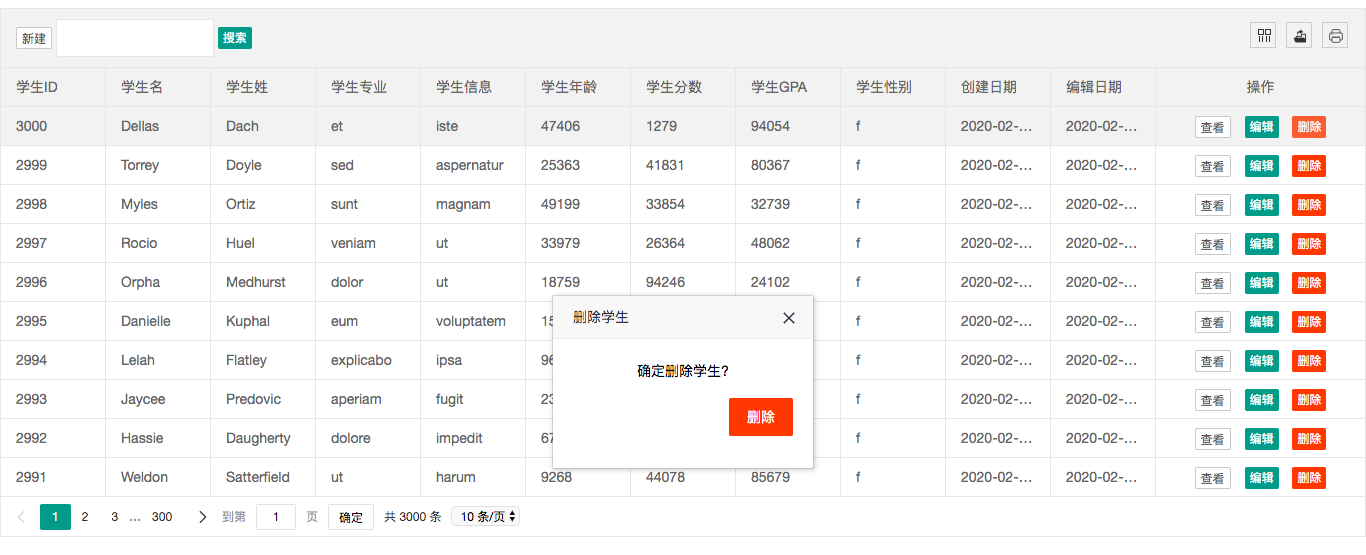 新建 搜索
学生ID 学生名 学生姓 学生专业 学生信息 学生年龄 学生分数 学生GPA 学生性别 创建日期 编辑日期 操作
3000 Dellas Dach et iste 47406 1279 94054 f 2020-02-... 2020-02-... 查看 编辑 删除
2999 Torrey Doyle sed aspernatur 25363 41831 80367 f 2020-02-... 2020-02-... 查看 编辑 删除
2998 Myles Ortiz sunt magnam 49199 33854 32739 f 2020-02-... 2020-02-... 查看 编辑 删除
2997 Rocio Huel veniam ut 33979 26364 48062 f 2020-02-... 2020-02-... 查看 编辑 删除
2996 Orpha Medhurst dolor ut 18759 94246 24102 f 2020-02-... 2020-02-... 查看 编辑 删除
2995 Danielle Kuphal eum voluptatem f 2020-02-... 2020-02-... 查看 编辑 删除
2994 Lelah Flatley explicabo ipsa f 2020-02-... 2020-02-... 查看 编辑 删除
2993 Jaycee Predovic aperiam fugit f 2020-02-... 2020-02-... 查看 编辑 删除
2992 Hassie Daugherty dolore impedit f 2020-02-... 2020-02-... 查看 编辑 删除
2991 Weldon Satterfield ut harum 9268 44078 85679 f 2020-02-... 2020-02-... 查看 编辑 删除
删除学生
确定删除学生?
删除
1 2 3 ... 300 到第 1 页 确定 共 3000 条 10 条/页